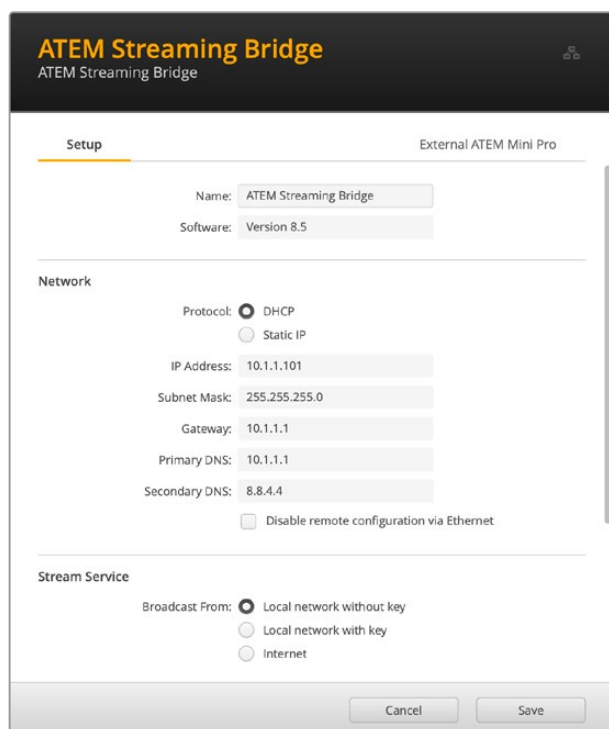 ATEM Streaming Bridge
ATEM Streaming Bridge
Setup External ATEM Mini Pro
Name: ATEM Streaming Bridge
Software: Version 8.5
Network
Protocol: DHCP
Static IP
IP Address: 10.1.1.101
Subnet Mask: 255.255.255.0
Gateway: 10.1.1.1
Primary DNS: 10.1.1.1
Secondary DNS: 8.8.4.4
Disable remote configuration via Ethernet
Stream Service
Broadcast From: Local network without key
Local network with key
Internet
Cancel Save